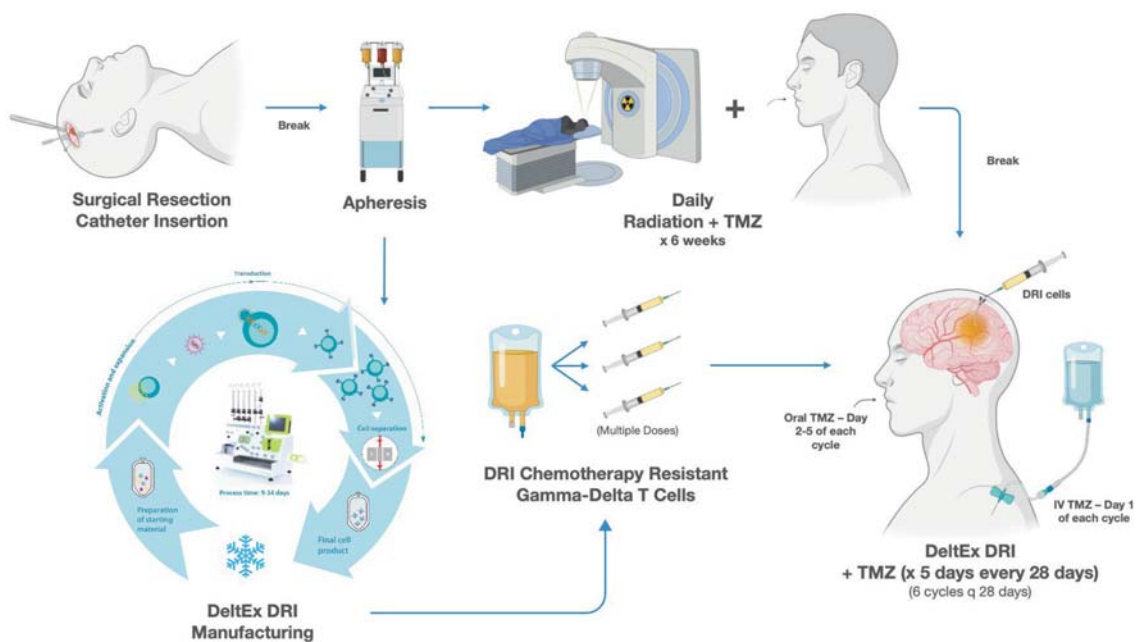 Surgical Resection
Catheter Insertion
Break
Apheresis
Daily
Radiation + TMZ
x 6 weeks
+
Break
Transduction
Activation and expansion
Cell separation
Process time: 9-14 days
Preparation
of starting
material
Final cell
product
DeltEx DRI
Manufacturing
(Multiple Doses)
DRI Chemotherapy Resistant
Gamma-Delta T Cells
DRI cells
Oral TMZ – Day
2-5 of each
cycle
IV TMZ – Day 1
of each cycle
DeltEx DRI
+ TMZ (x 5 days every 28 days)
(6 cycles q 28 days)